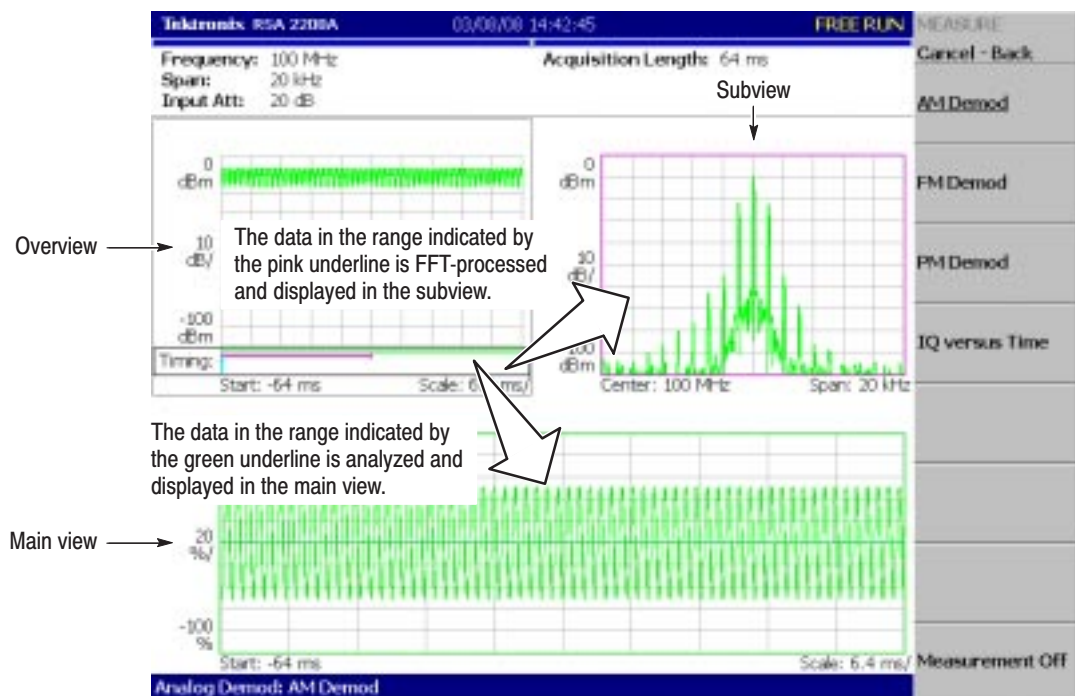 Tektronix RSA 2208A 03/08/08 14:42:45 FREE RUN
MEASURE
Cancel - Back
Frequency: 100 MHz
Span: 20 kHz
Input Att: 20 dB
Acquisition Length: 64 ms
Subview
AM Demod
FM Demod
PM Demod
IQ versus Time
Measurement Off
0
dBm
10
dB/
-100
dBm
Timing:
Start: -64 ms
Scale: ms/
Overview
The data in the range indicated by
the pink underline is FFT-processed
and displayed in the subview.
0
dBm
10
dB/
dBm
Center: 100 MHz
Span: 20 kHz
The data in the range indicated by
the green underline is analyzed and
displayed in the main view.
Main view
20
%/
-100
%
Start: -64 ms
Scale: 6.4 ms/
Analog Demod: AM Demod